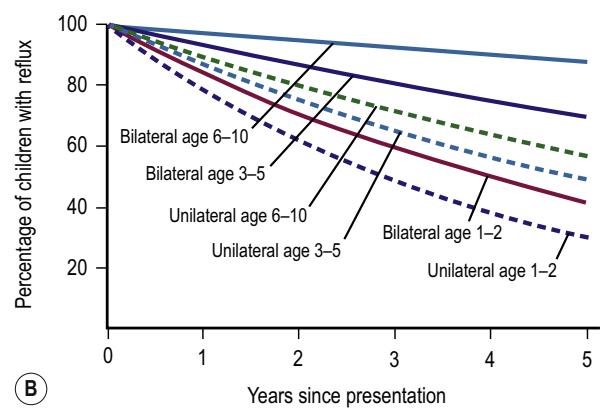 Percentage of children with reflux
100
80
60
40
20
Bilateral age 6–10
Bilateral age 3–5
Unilateral age 6–10
Unilateral age 3–5
Bilateral age 1–2
Unilateral age 1–2
0 1 2 3 4 5
Years since presentation
B